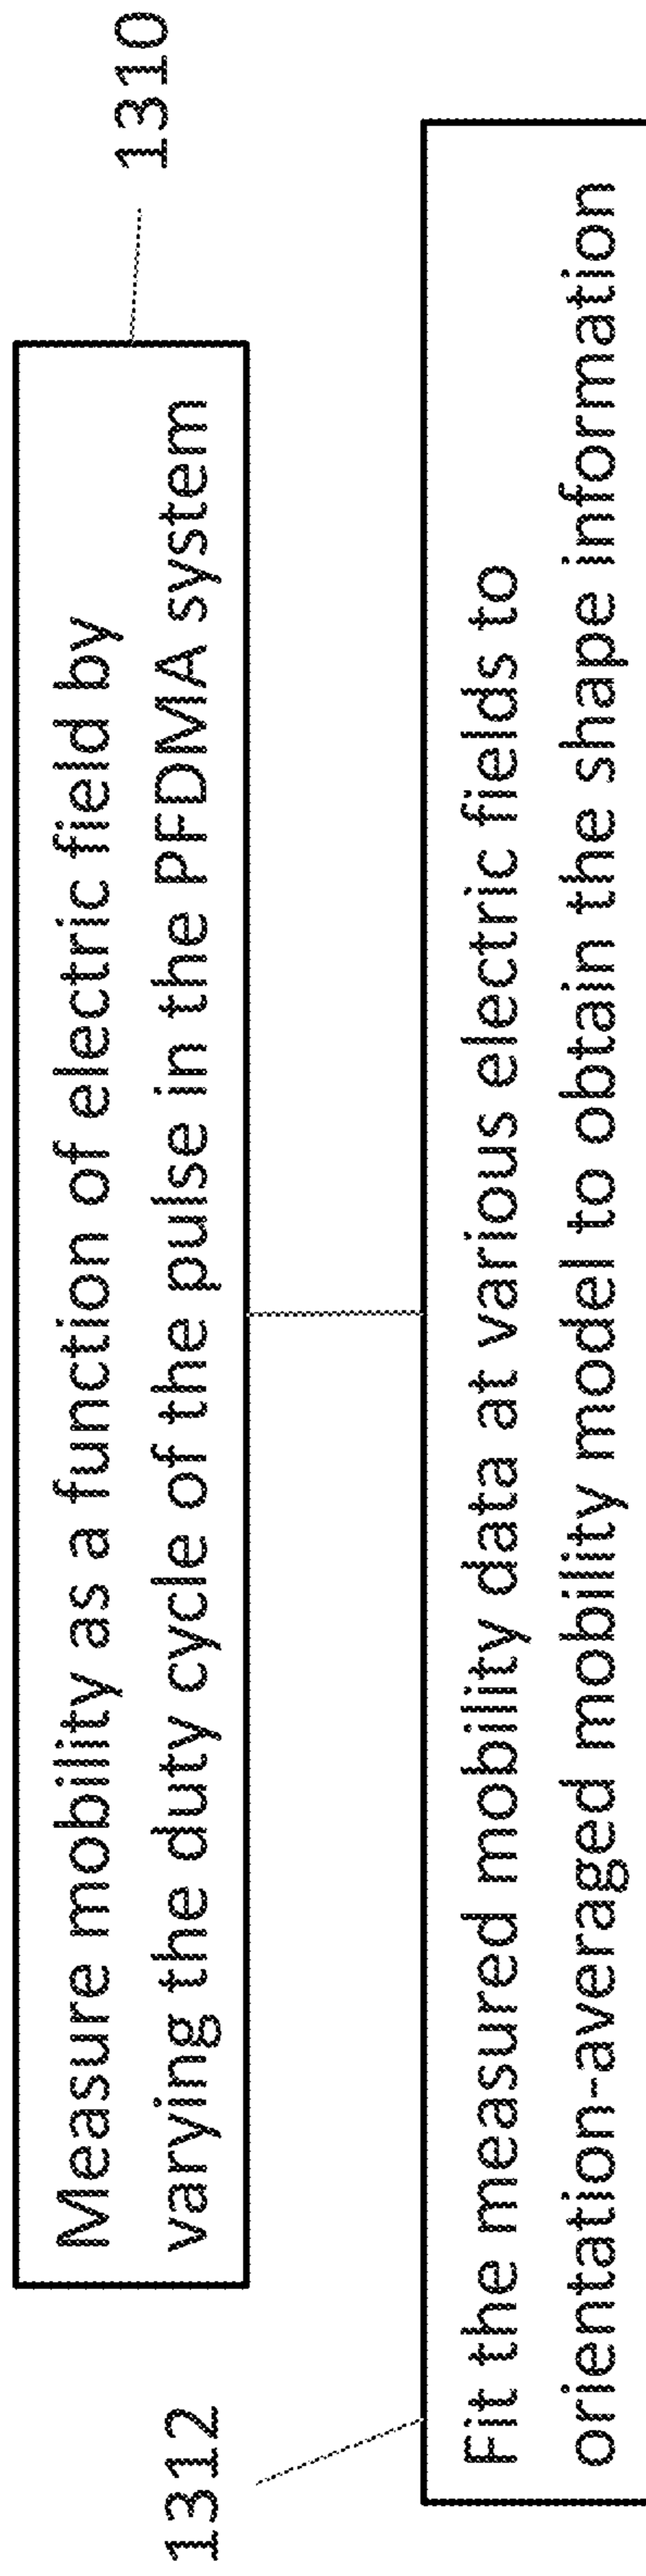 1310
Measure mobility as a function of electric field by
varying the duty cycle of the pulse in the PFDMA system
1312
Fit the measured mobility data at various electric fields to
orientation-averaged mobility model to obtain the shape information